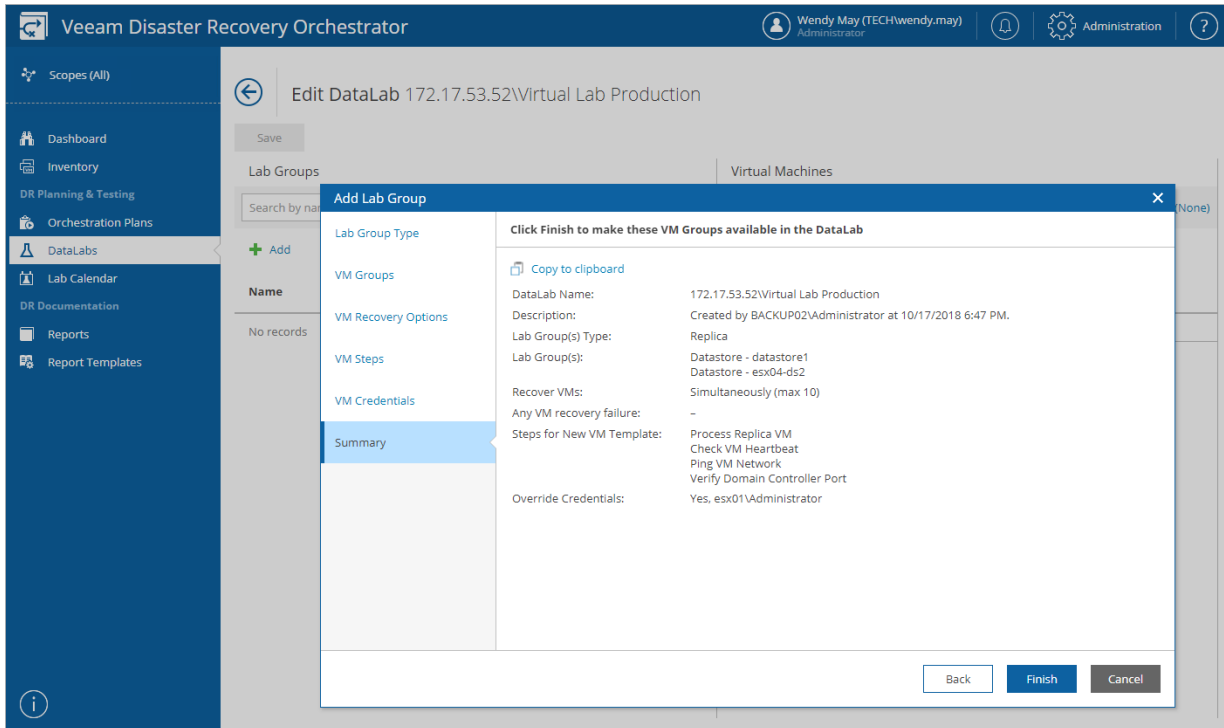 Veeam Disaster Recovery Orchestrator
Wendy May (TECH\wendy.may)
Administrator
Administration
?
Scopes (All)
Dashboard
Inventory
DR Planning & Testing
Orchestration Plans
DataLabs
Lab Calendar
DR Documentation
Reports
Report Templates
i
Edit DataLab 172.17.53.52\Virtual Lab Production
Save
Lab Groups
Virtual Machines
Search by
(None)
Add
Name
No records
Add Lab Group
Lab Group Type
VM Groups
VM Recovery Options
VM Steps
VM Credentials
Summary
Click Finish to make these VM Groups available in the DataLab
Copy to clipboard
DataLab Name: 172.17.53.52\Virtual Lab Production
Description: Created by BACKUP02\Administrator at 10/17/2018 6:47 PM.
Lab Group(s) Type: Replica
Lab Group(s): Datastore - datastore1
Datastore - esx04-ds2
Recover VMs: Simultaneously (max 10)
Any VM recovery failure: –
Steps for New VM Template: Process Replica VM
Check VM Heartbeat
Ping VM Network
Verify Domain Controller Port
Override Credentials: Yes, esx01\Administrator
Back
Finish
Cancel